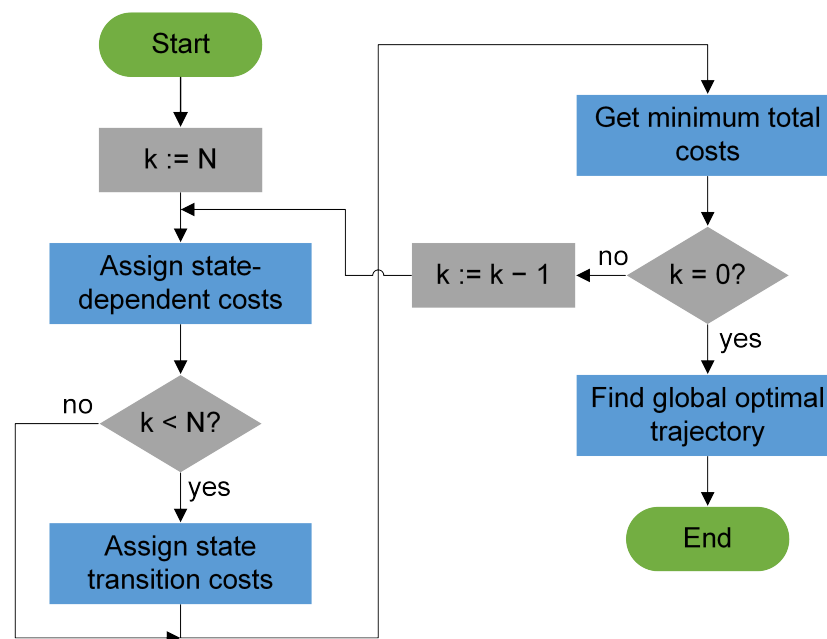 Start
k := N
Assign state-
dependent costs
k < N?
no
yes
Assign state
transition costs
Get minimum total
costs
k = 0?
no
k := k − 1
yes
Find global optimal
trajectory
End